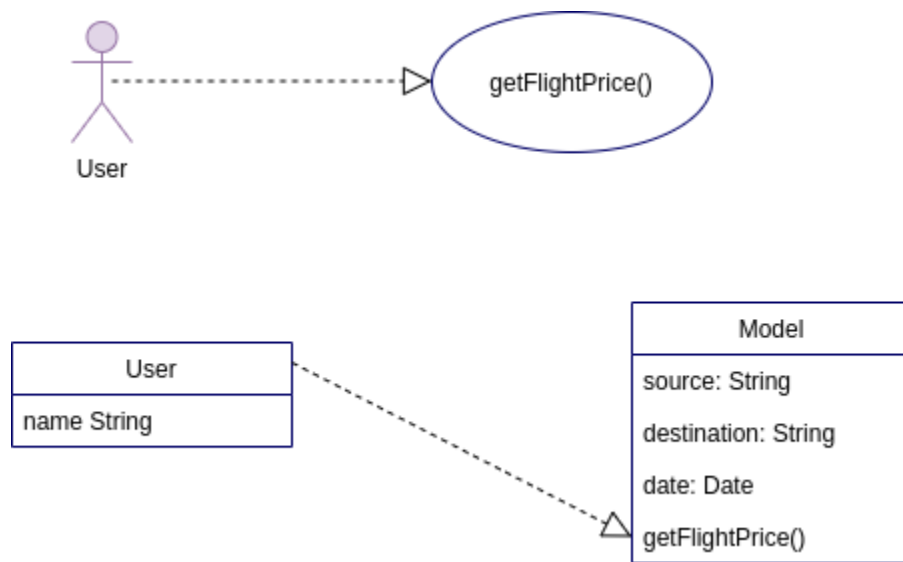 getFlightPrice()
User
Model
User
source: String
name String
destination: String
date: Date
getFlightPrice()